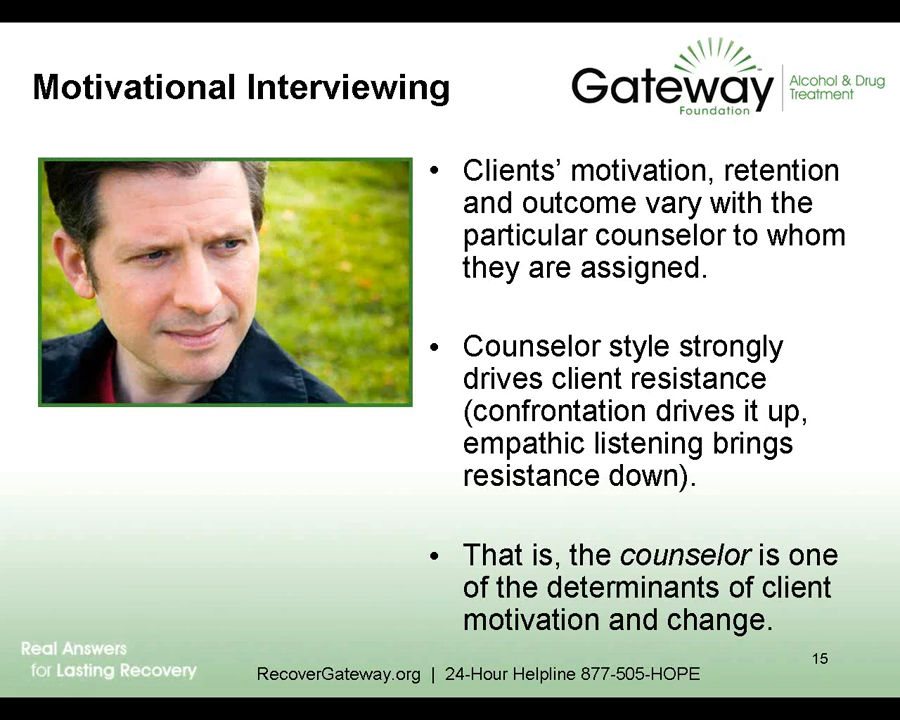 Motivational Interviewing
Gateway
Foundation
Alcohol & Drug
Treatment
• Clients’ motivation, retention
and outcome vary with the
particular counselor to whom
they are assigned.
• Counselor style strongly
drives client resistance
(confrontation drives it up,
empathic listening brings
resistance down).
• That is, the counselor is one
of the determinants of client
motivation and change.
Real Answers
for Lasting Recovery
RecoverGateway.org | 24-Hour Helpline 877-505-HOPE
15